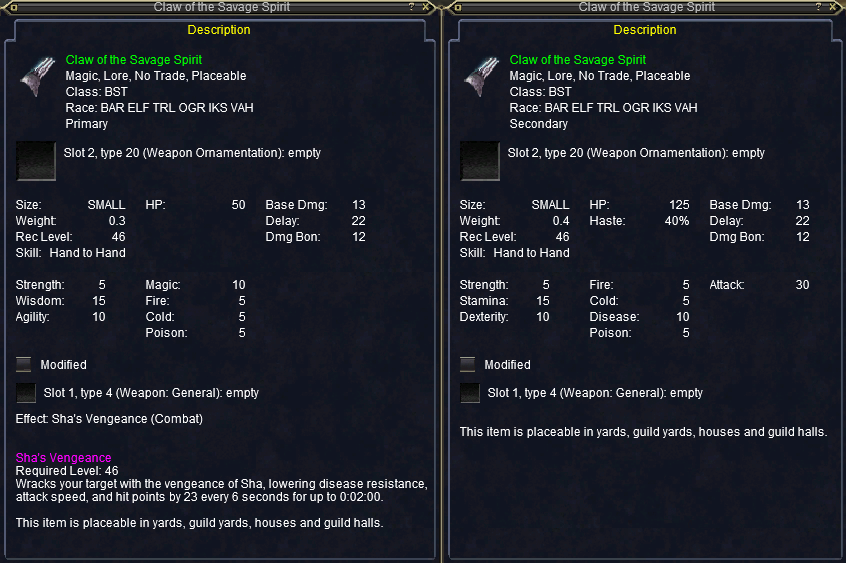 Claw of the Savage Spirit
Description
Claw of the Savage Spirit
Magic, Lore, No Trade, Placeable
Class: BST
Race: BAR ELF TRL OGR IKS VAH
Primary
Slot 2, type 20 (Weapon Ornamentation): empty
Size: SMALL HP: 50 Base Dmg: 13
Weight: 0.3 Delay: 22
Rec Level: 46 Dmg Bon: 12
Skill: Hand to Hand
Strength: 5 Magic: 10
Wisdom: 15 Fire: 5
Agility: 10 Cold: 5
Poison: 5
Modified
Slot 1, type 4 (Weapon: General): empty
Effect: Sha's Vengeance (Combat)
Sha's Vengeance
Required Level: 46
Wracks your target with the vengeance of Sha, lowering disease resistance,
attack speed, and hit points by 23 every 6 seconds for up to 0:02:00.
This item is placeable in yards, guild yards, houses and guild halls.
Claw of the Savage Spirit
Description
Claw of the Savage Spirit
Magic, Lore, No Trade, Placeable
Class: BST
Race: BAR ELF TRL OGR IKS VAH
Secondary
Slot 2, type 20 (Weapon Ornamentation): empty
Size: SMALL HP: 125 Base Dmg: 13
Weight: 0.4 Haste: 40% Delay: 22
Rec Level: 46 Dmg Bon: 12
Skill: Hand to Hand
Strength: 5 Fire: 5 Attack: 30
Stamina: 15 Cold: 5
Dexterity: 10 Disease: 10
Poison: 5
Modified
Slot 1, type 4 (Weapon: General): empty
This item is placeable in yards, guild yards, houses and guild halls.